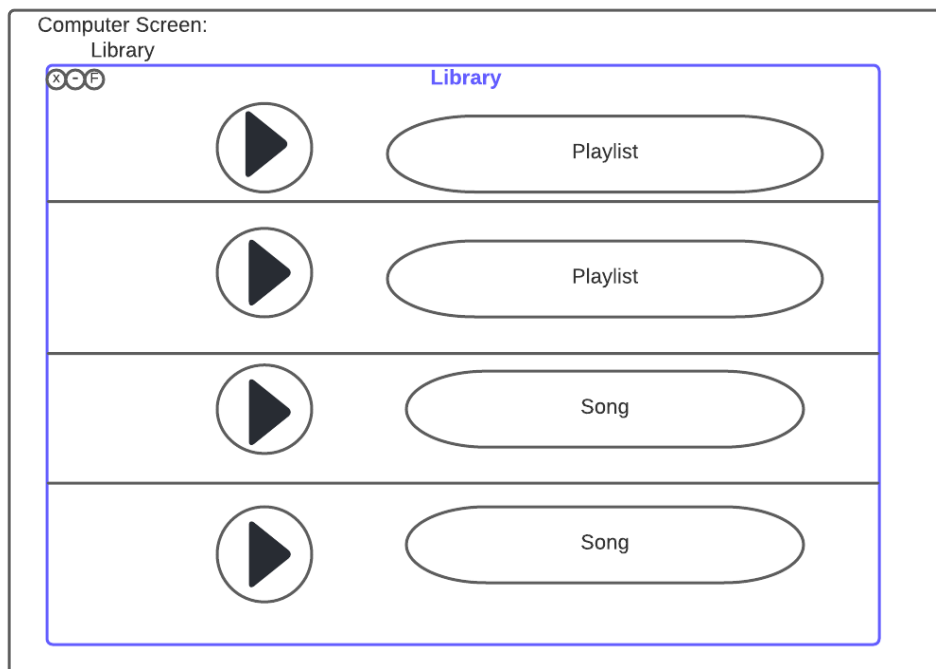 Computer Screen:
Library
X - F
Library
Playlist
Playlist
Song
Song